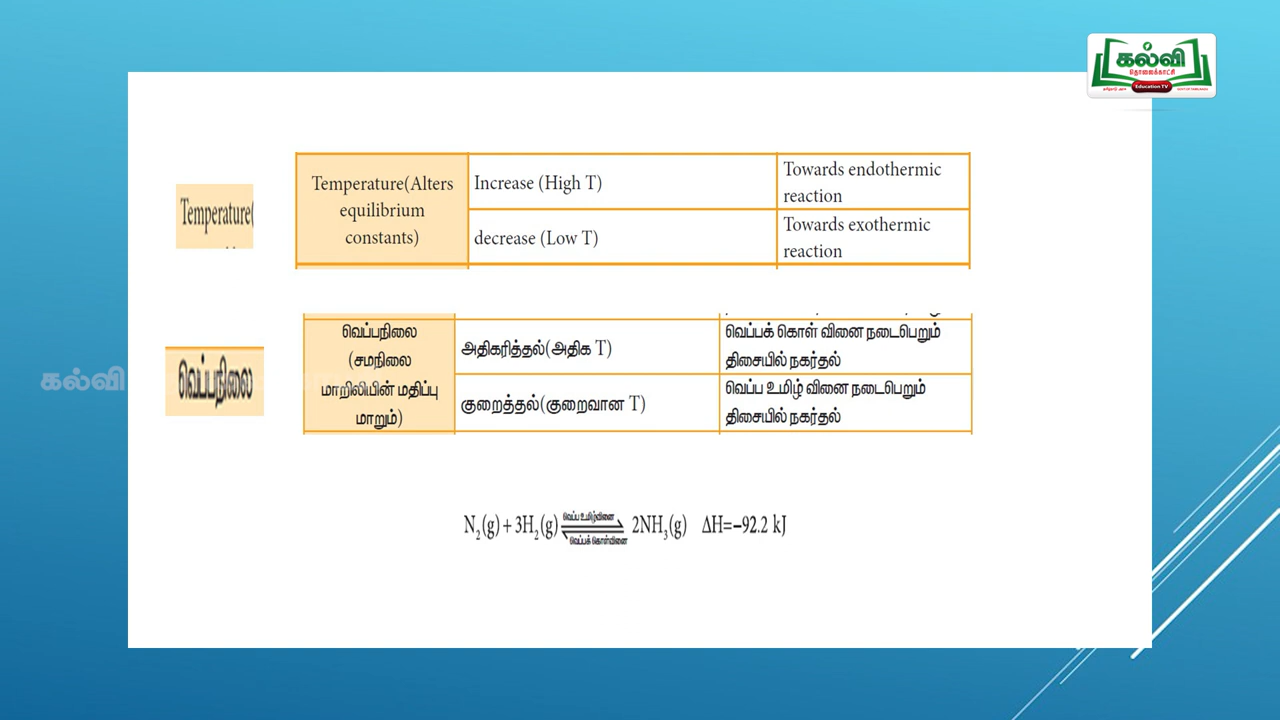 கல்வி
தொலைக்காட்சி
Education TV
Temperature(
Temperature(Alters
equilibrium
constants)
Increase (High T)
Towards endothermic
reaction
decrease (Low T)
Towards exothermic
reaction
வெப்பநிலை
வெப்பநிலை
(சமநிலை
மாறிலியின் மதிப்பு
மாறும்)
அதிகரித்தல்(அதிக T)
வெப்பக் கொள் வினை நடைபெறும்
திசையில் நகர்தல்
குறைத்தல்(குறைவான T)
வெப்ப உமிழ் வினை நடைபெறும்
திசையில் நகர்தல்
கல்வி
வெப்ப உமிழ்வினை
N₂(g) + 3H₂(g) ⇌ 2NH₃(g) ΔH=−92.2 kJ
வெப்பக் கொள்வினை